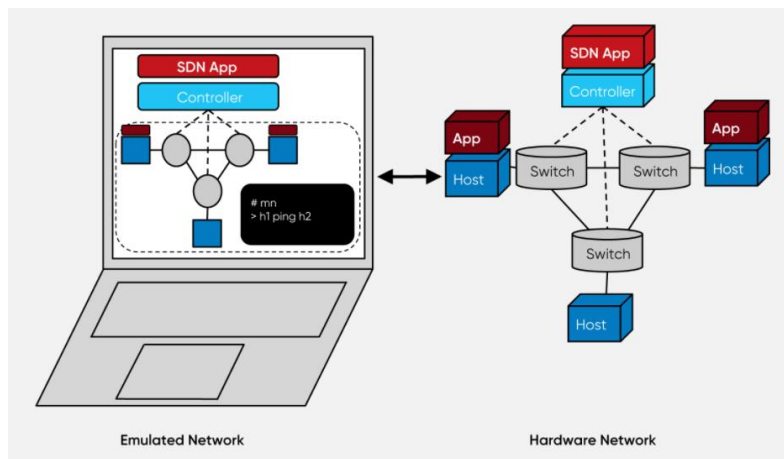 SDN App
Controller
# mn
> h1 ping h2
Emulated Network
SDN App
Controller
App
Host
Switch
Switch
App
Host
Switch
Host
Hardware Network